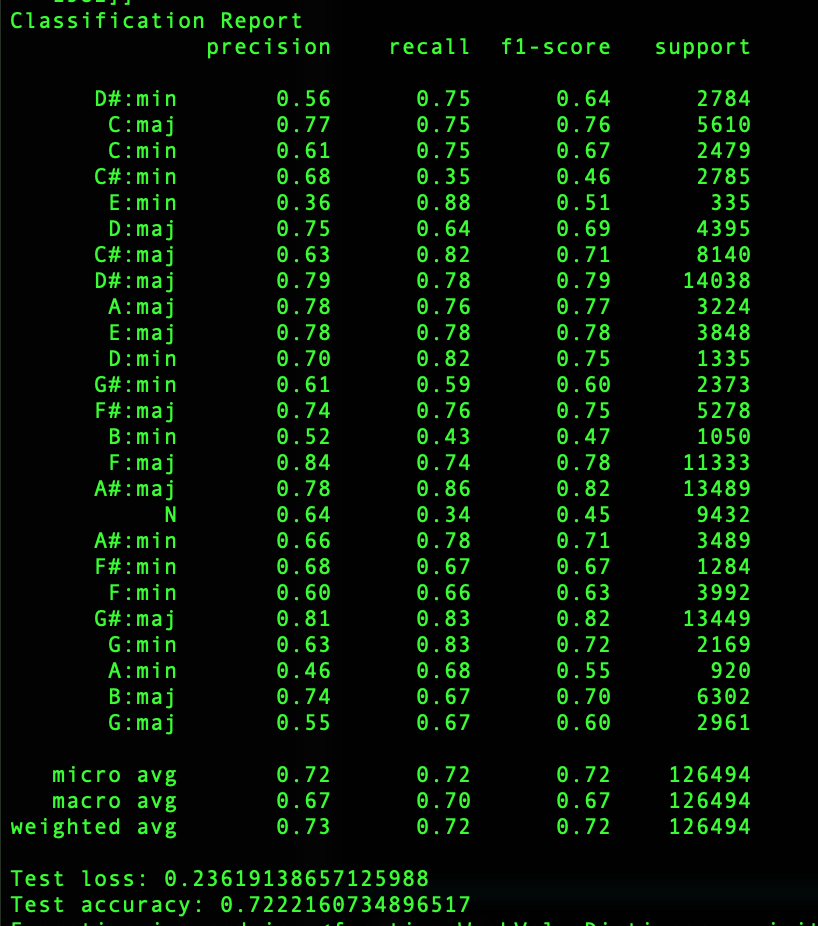 Classification Report
precision recall f1-score support
D#:min 0.56 0.75 0.64 2784
C:maj 0.77 0.75 0.76 5610
C:min 0.61 0.75 0.67 2479
C#:min 0.68 0.35 0.46 2785
E:min 0.36 0.88 0.51 335
D:maj 0.75 0.64 0.69 4395
C#:maj 0.63 0.82 0.71 8140
D#:maj 0.79 0.78 0.79 14038
A:maj 0.78 0.76 0.77 3224
E:maj 0.78 0.78 0.78 3848
D:min 0.70 0.82 0.75 1335
G#:min 0.61 0.59 0.60 2373
F#:maj 0.74 0.76 0.75 5278
B:min 0.52 0.43 0.47 1050
F:maj 0.84 0.74 0.78 11333
A#:maj 0.78 0.86 0.82 13489
N 0.64 0.34 0.45 9432
A#:min 0.66 0.78 0.71 3489
F#:min 0.68 0.67 0.67 1284
F:min 0.60 0.66 0.63 3992
G#:maj 0.81 0.83 0.82 13449
G:min 0.63 0.83 0.72 2169
A:min 0.46 0.68 0.55 920
B:maj 0.74 0.67 0.70 6302
G:maj 0.55 0.67 0.60 2961
micro avg 0.72 0.72 0.72 126494
macro avg 0.67 0.70 0.67 126494
weighted avg 0.73 0.72 0.72 126494
Test loss: 0.23619138657125988
Test accuracy: 0.7222160734896517